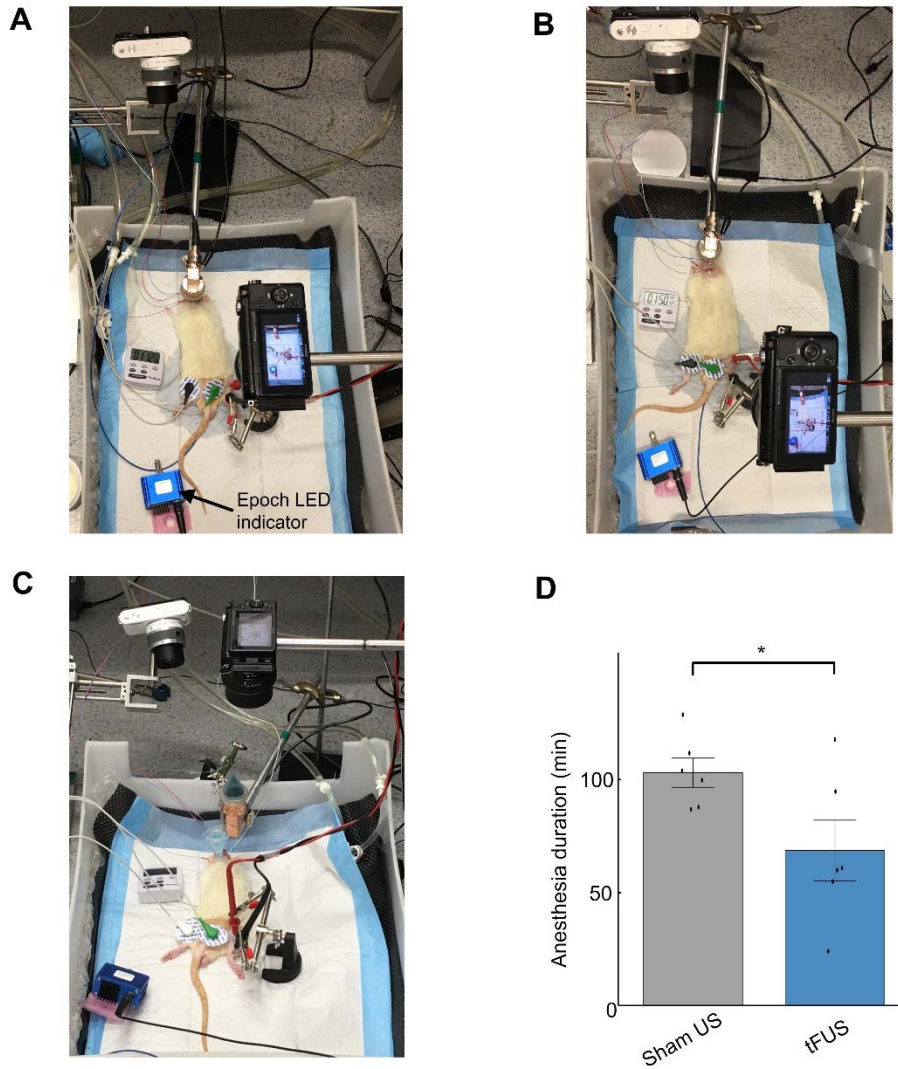 A
B
Epoch LED
indicator
C
D
*
Anesthesia duration (min)
100
50
0
Sham US
tFUS